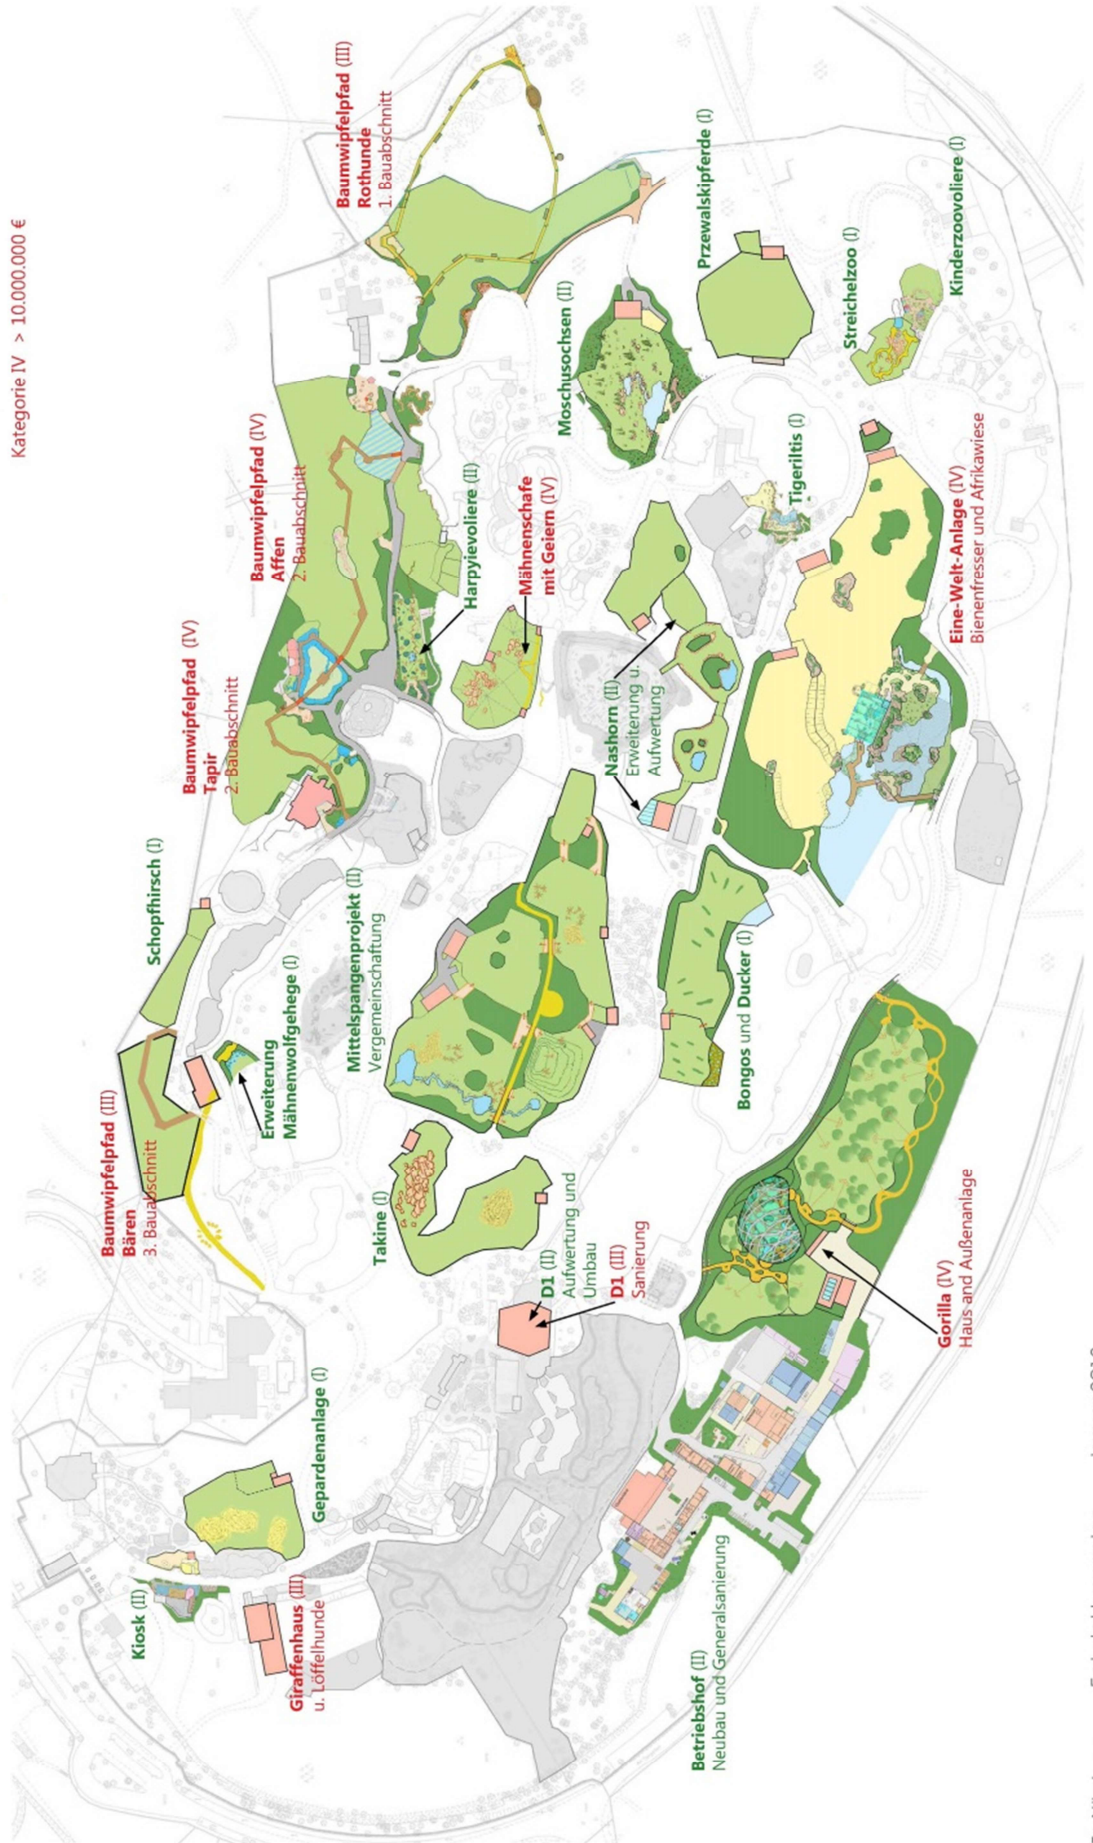 Kategorie IV > 10.000.000 €
Kiosk (II)
Giraffenhaus (III)
u. Löffelhunde
Gepardenanlage (I)
Baumwipfelpfad (III)
Bären
3. Bauabschnitt
Erweiterung
Mähnenwolfgehege (I)
Schopfhirsch (I)
Baumwipfelpfad (IV)
Tapir
2. Bauabschnitt
Baumwipfelpfad (IV)
Affen
2. Bauabschnitt
Baumwipfelpfad (III)
Rothunde
1. Bauabschnitt
Takine (I)
Mittelspangenprojekt (II)
Vergemeinschaftung
Harpyievoliere (II)
Mähnenschafe
mit Geiern (IV)
Moschusochsen (II)
Przewalskipferde (I)
D1 (II)
Aufwertung und
Umbau
D1 (III)
Sanierung
Nashorn (II)
Erweiterung u.
Aufwertung
Tigeriltis (I)
Streichelzoo (I)
Kinderzoovoliere (I)
Bongos und Ducker (I)
Betriebshof (II)
Neubau und Generalsanierung
Gorilla (IV)
Haus and Außenanlage
Eine-Welt-Anlage (IV)
Bienenfresser und Afrikawiese